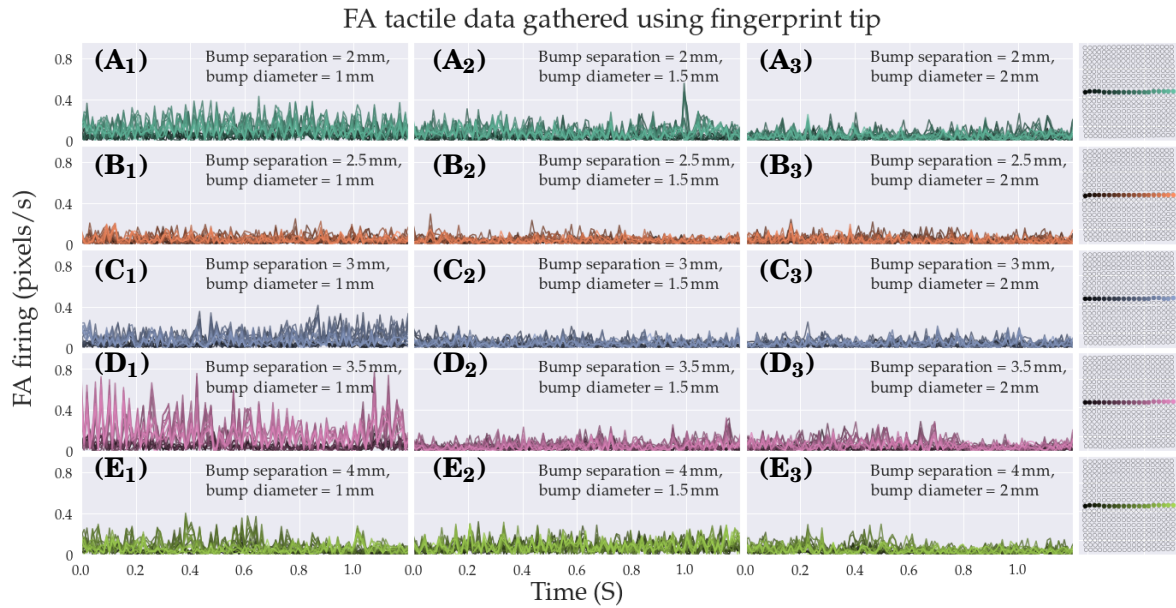 FA tactile data gathered using fingerprint tip
FA firing (pixels/s)
0.8
0.4
0
(A1)
Bump separation = 2 mm,
bump diameter = 1 mm
(A2)
Bump separation = 2 mm,
bump diameter = 1.5 mm
(A3)
Bump separation = 2 mm,
bump diameter = 2 mm
0.8
0.4
0
(B1)
Bump separation = 2.5 mm,
bump diameter = 1 mm
(B2)
Bump separation = 2.5 mm,
bump diameter = 1.5 mm
(B3)
Bump separation = 2.5 mm,
bump diameter = 2 mm
0.8
0.4
0
(C1)
Bump separation = 3 mm,
bump diameter = 1 mm
(C2)
Bump separation = 3 mm,
bump diameter = 1.5 mm
(C3)
Bump separation = 3 mm,
bump diameter = 2 mm
0.8
0.4
0
(D1)
Bump separation = 3.5 mm,
bump diameter = 1 mm
(D2)
Bump separation = 3.5 mm,
bump diameter = 1.5 mm
(D3)
Bump separation = 3.5 mm,
bump diameter = 2 mm
0.8
0.4
0
(E1)
Bump separation = 4 mm,
bump diameter = 1 mm
(E2)
Bump separation = 4 mm,
bump diameter = 1.5 mm
(E3)
Bump separation = 4 mm,
bump diameter = 2 mm
0.0 0.2 0.4 0.6 0.8 1.0 0.0 0.2 0.4 0.6 0.8 1.0 0.0 0.2 0.4 0.6 0.8 1.0
Time (S)